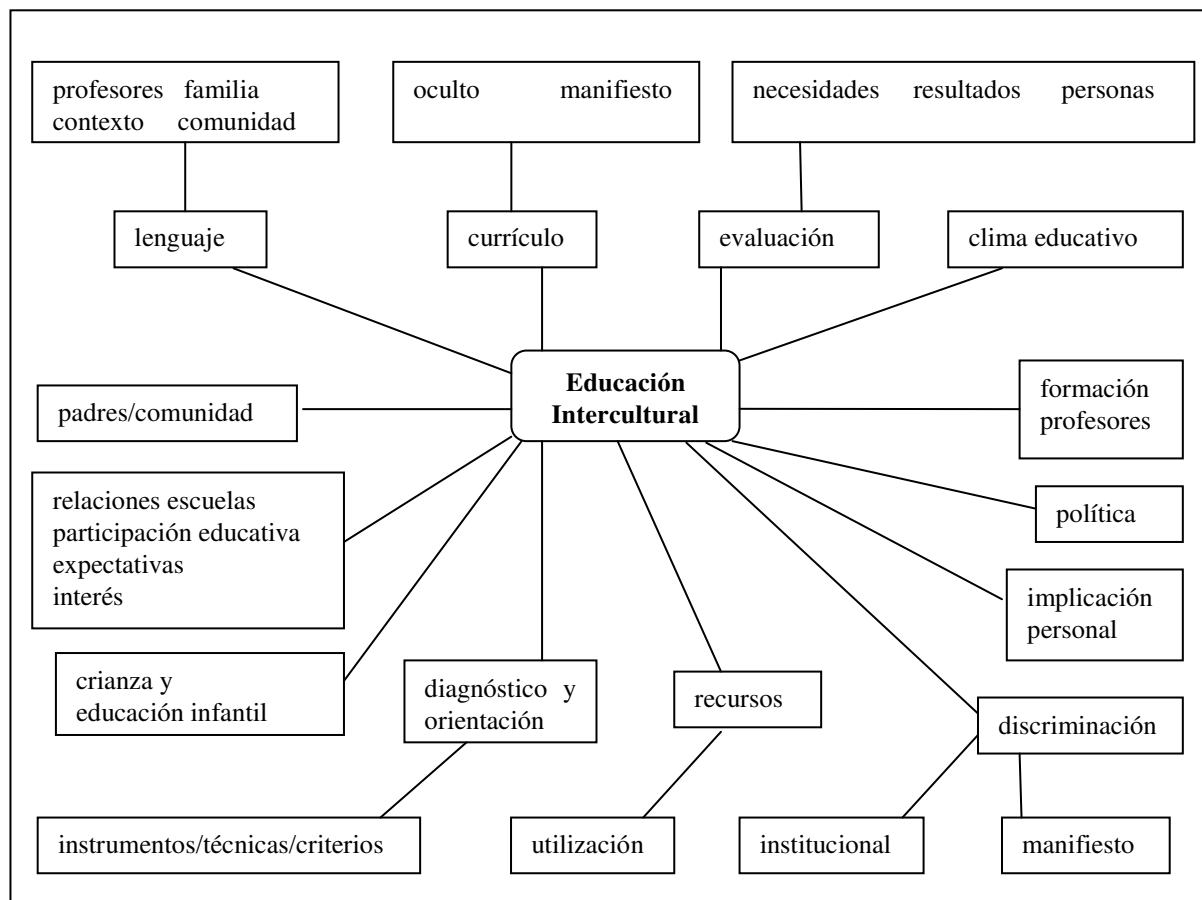 profesores familia
contexto comunidad
oculto manifiesto
necesidades resultados personas
lenguaje
currículo
evaluación
clima educativo
Educación
Intercultural
padres/comunidad
formación
profesores
relaciones escuelas
participación educativa
expectativas
interés
política
implicación
personal
crianza y
educación infantil
diagnóstico y
orientación
recursos
discriminación
instrumentos/técnicas/criterios
utilización
institucional
manifiesto